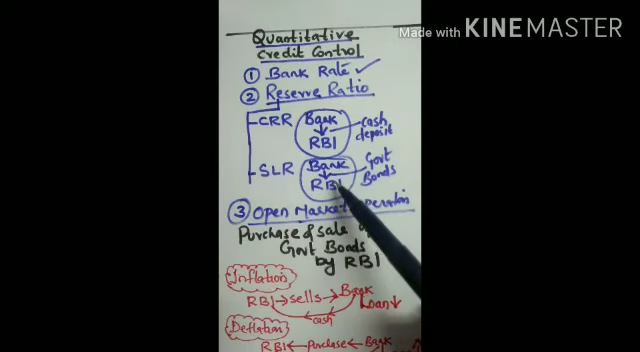 Made with KINEMASTER
Quantitative
Credit Control
① Bank Rate ✓
② Reserve Ratio
CRR Bank ↓ RBI → cash deposit
SLR Bank ↓ RBI → Govt Bonds
③ Open Market
Purchase & sale
Govt Bonds
by RBI
Inflation
RBI → sells → Bank
cash Loan↓
Deflation
RBI ← purchase ← Bank